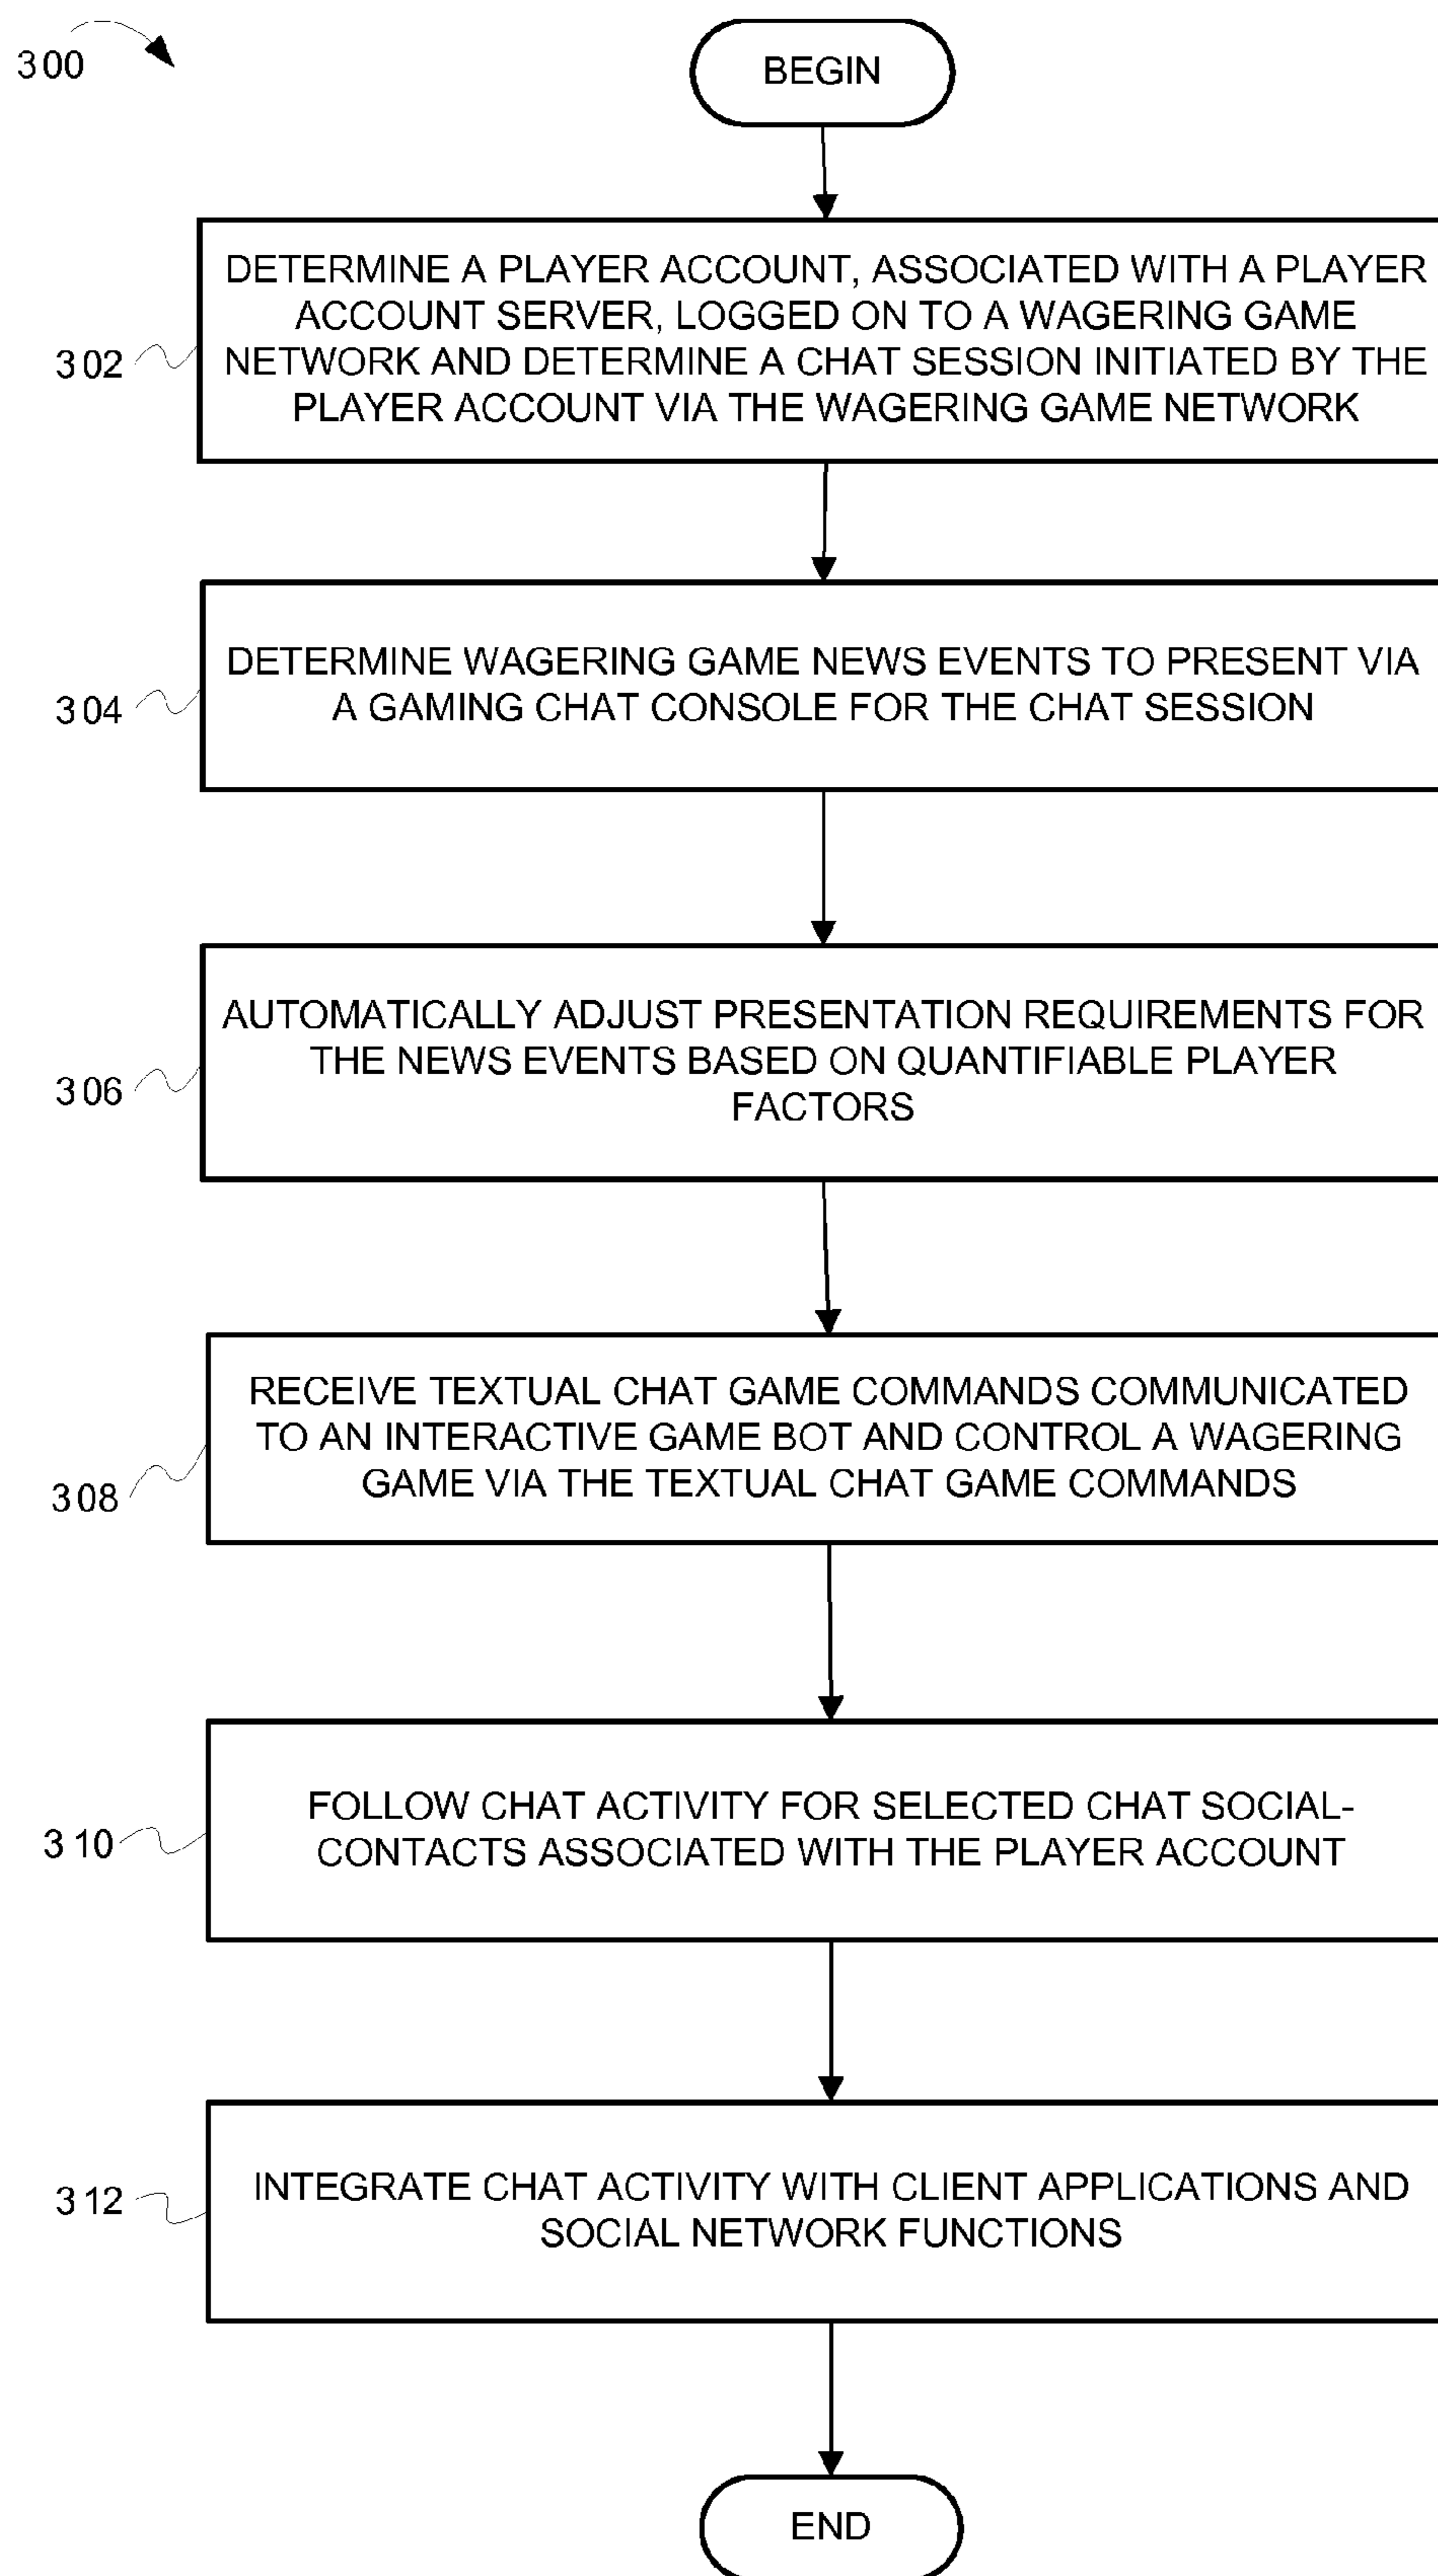 300
BEGIN
DETERMINE A PLAYER ACCOUNT, ASSOCIATED WITH A PLAYER
ACCOUNT SERVER, LOGGED ON TO A WAGERING GAME
NETWORK AND DETERMINE A CHAT SESSION INITIATED BY THE
PLAYER ACCOUNT VIA THE WAGERING GAME NETWORK
302
DETERMINE WAGERING GAME NEWS EVENTS TO PRESENT VIA
A GAMING CHAT CONSOLE FOR THE CHAT SESSION
304
AUTOMATICALLY ADJUST PRESENTATION REQUIREMENTS FOR
THE NEWS EVENTS BASED ON QUANTIFIABLE PLAYER
FACTORS
306
RECEIVE TEXTUAL CHAT GAME COMMANDS COMMUNICATED
TO AN INTERACTIVE GAME BOT AND CONTROL A WAGERING
GAME VIA THE TEXTUAL CHAT GAME COMMANDS
308
FOLLOW CHAT ACTIVITY FOR SELECTED CHAT SOCIAL-
CONTACTS ASSOCIATED WITH THE PLAYER ACCOUNT
310
INTEGRATE CHAT ACTIVITY WITH CLIENT APPLICATIONS AND
SOCIAL NETWORK FUNCTIONS
312
END